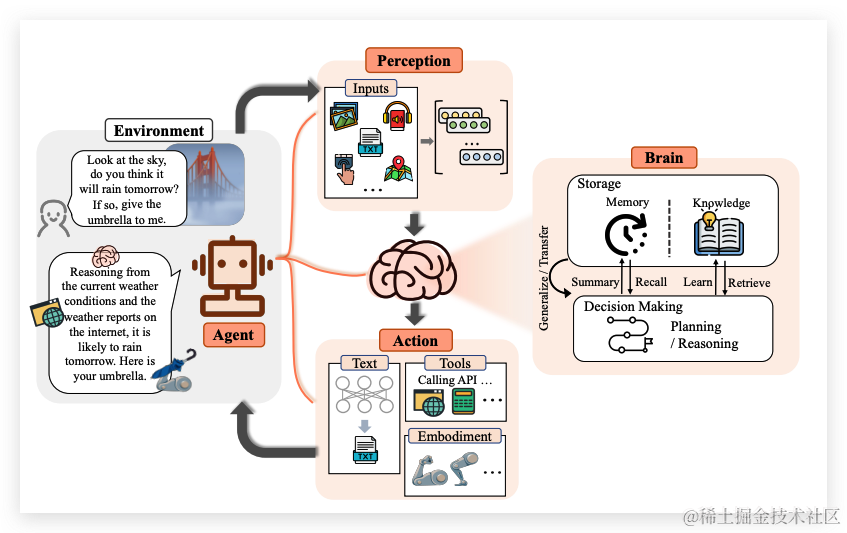 Perception
Inputs
TXT
...
...
Environment
Look at the sky,
do you think it
will rain tomorrow?
If so, give the
umbrella to me.
Reasoning from
the current weather
conditions and the
weather reports on
the internet, it is
likely to rain
tomorrow. Here is
your umbrella.
Agent
Brain
Storage
Memory
Knowledge
Generalize / Transfer
Summary
Recall
Learn
Retrieve
Decision Making
Planning
/ Reasoning
Action
Text
TXT
Tools
Calling API ...
...
Embodiment
...
@稀土掘金技术社区